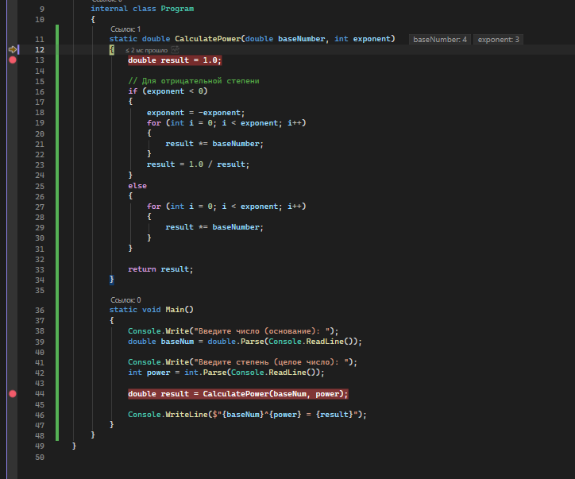 9 internal class Program
10 {
Ссылок: 1
11 static double CalculatePower(double baseNumber, int exponent) baseNumber: 4 exponent: 3
12 { ≤ 2 мс прошло
13 double result = 1.0;
14
15 // Для отрицательной степени
16 if (exponent < 0)
17 {
18 exponent = -exponent;
19 for (int i = 0; i < exponent; i++)
20 {
21 result *= baseNumber;
22 }
23 result = 1.0 / result;
24 }
25 else
26 {
27 for (int i = 0; i < exponent; i++)
28 {
29 result *= baseNumber;
30 }
31 }
32
33 return result;
34 }
35
Ссылок: 0
36 static void Main()
37 {
38 Console.Write("Введите число (основание): ");
39 double baseNum = double.Parse(Console.ReadLine());
40
41 Console.Write("Введите степень (целое число): ");
42 int power = int.Parse(Console.ReadLine());
43
44 double result = CalculatePower(baseNum, power);
45
46 Console.WriteLine($"{baseNum}^{power} = {result}");
47 }
48 }
49 }
50